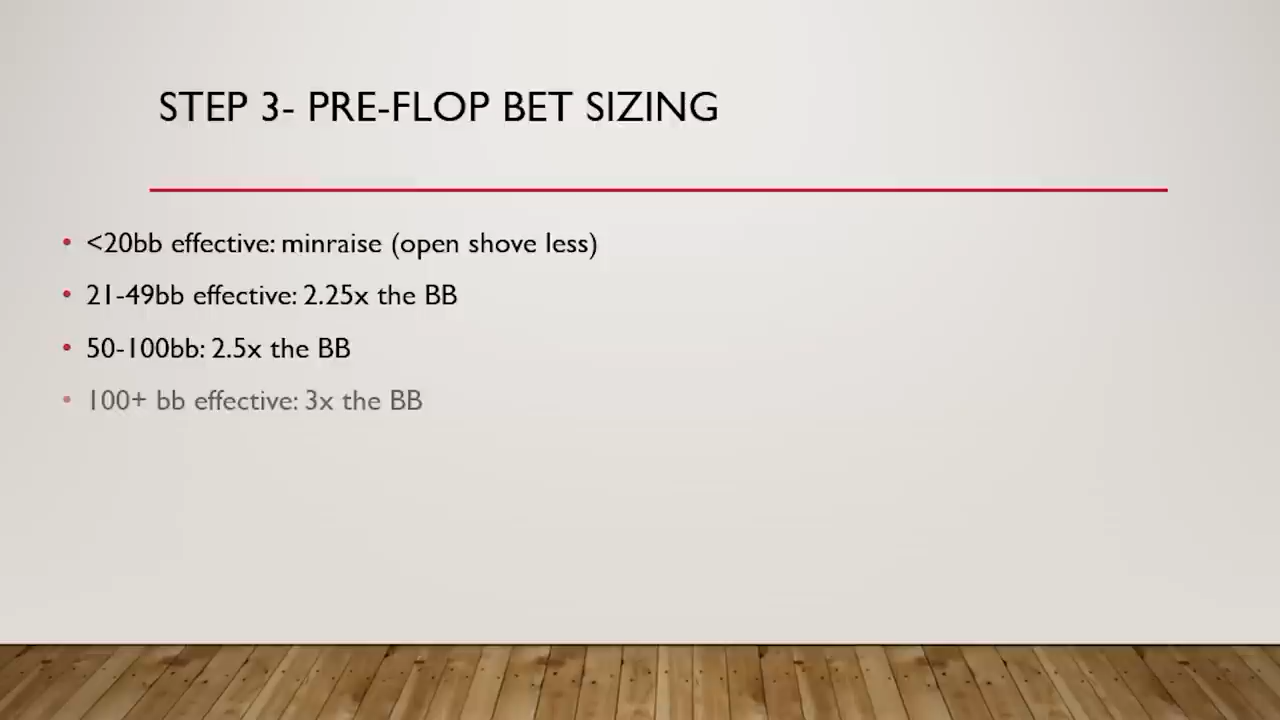 STEP 3- PRE-FLOP BET SIZING
• <20bb effective: minraise (open shove less)
• 21-49bb effective: 2.25x the BB
• 50-100bb: 2.5x the BB
• 100+ bb effective: 3x the BB